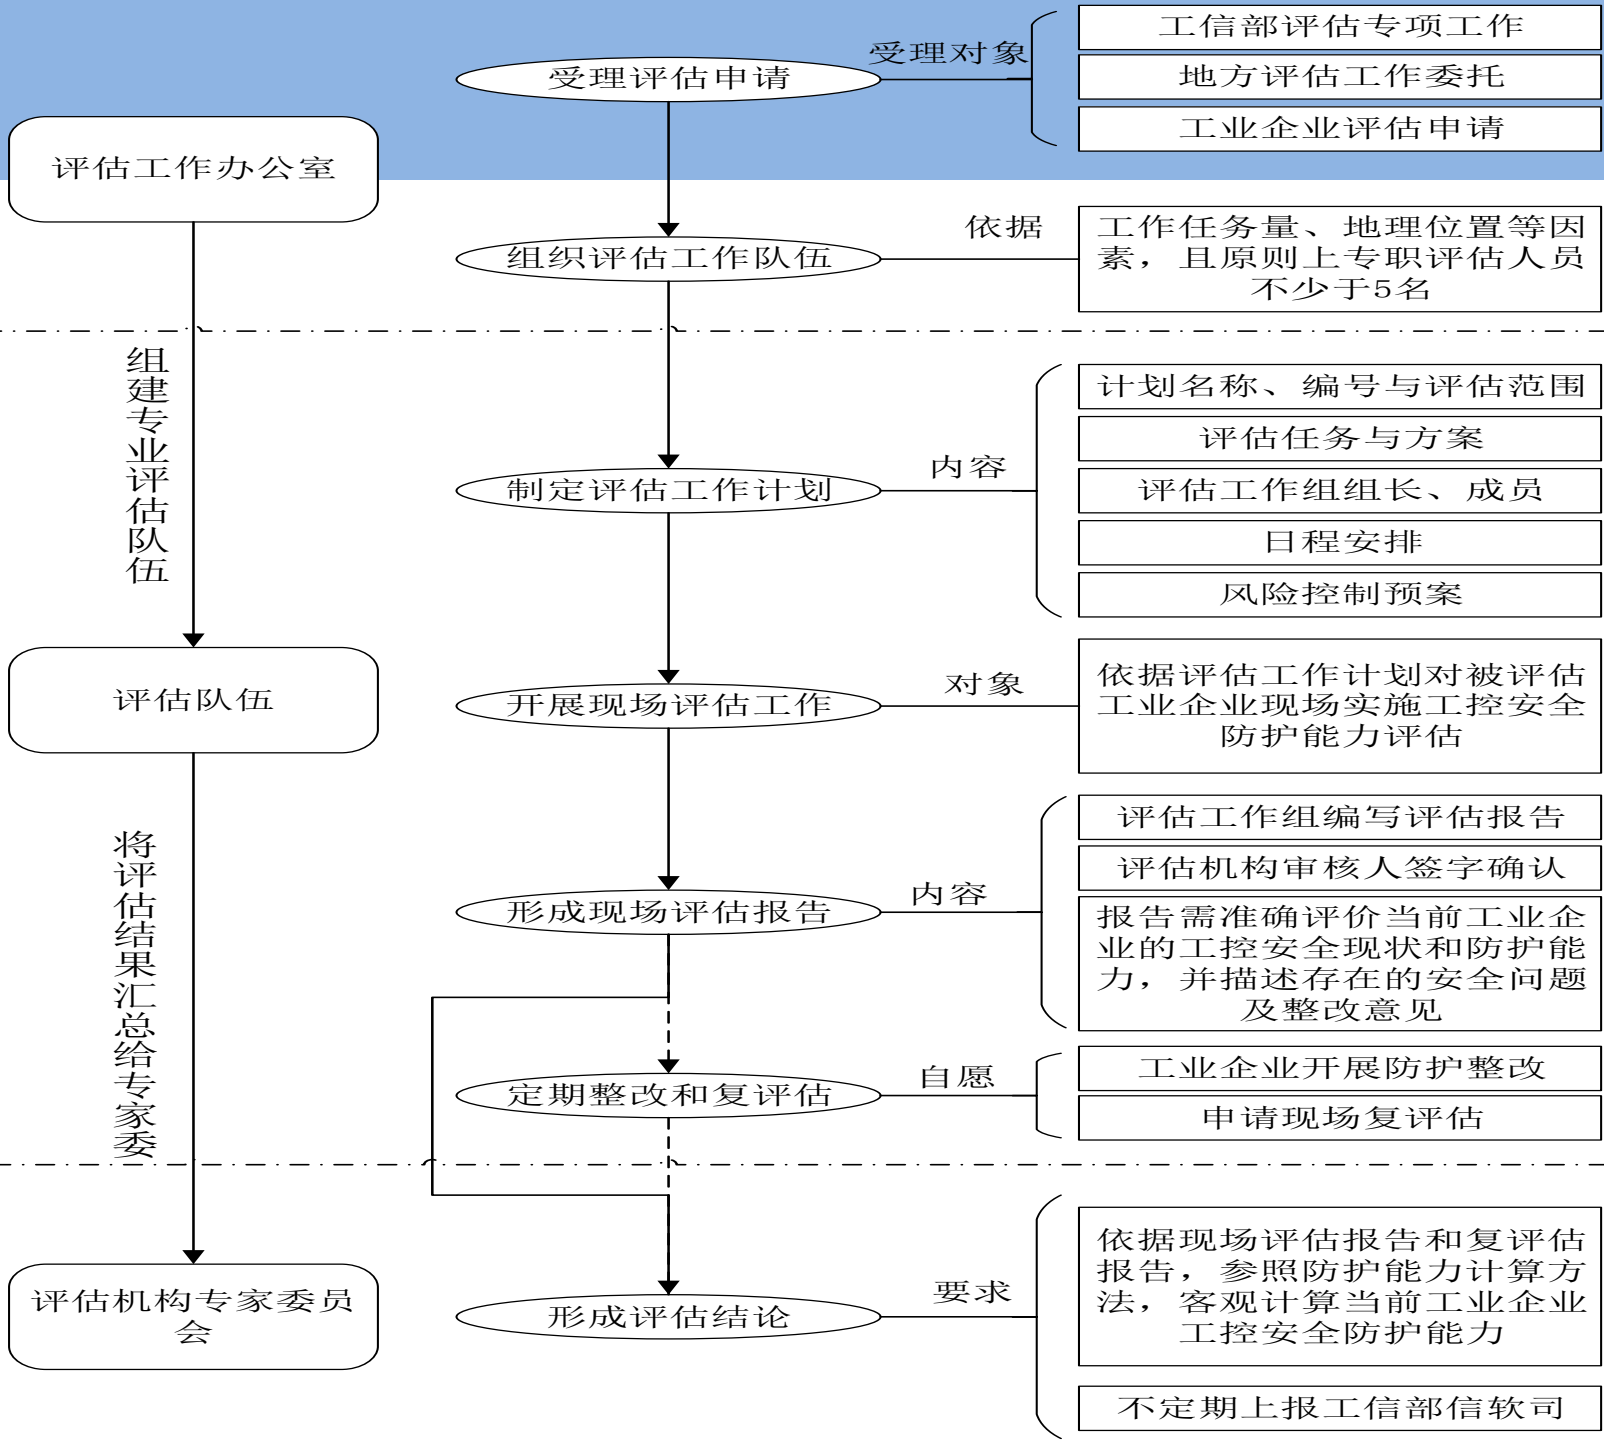 受理对象
工信部评估专项工作
受理评估申请
地方评估工作委托
工业企业评估申请
评估工作办公室
依据
组织评估工作队伍
工作任务量、地理位置等因
素，且原则上专职评估人员
不少于5名
组建专业评估队伍
计划名称、编号与评估范围
评估任务与方案
内容
制定评估工作计划
评估工作组组长、成员
日程安排
风险控制预案
评估队伍
对象
开展现场评估工作
依据评估工作计划对被评估
工业企业现场实施工控安全
防护能力评估
将评估结果汇总给专家委
评估工作组编写评估报告
评估机构审核人签字确认
内容
形成现场评估报告
报告需准确评价当前工业企
业的工控安全现状和防护能
力，并描述存在的安全问题
及整改意见
自愿
定期整改和复评估
工业企业开展防护整改
申请现场复评估
评估机构专家委员
会
要求
形成评估结论
依据现场评估报告和复评估
报告，参照防护能力计算方
法，客观计算当前工业企业
工控安全防护能力
不定期上报工信部信软司